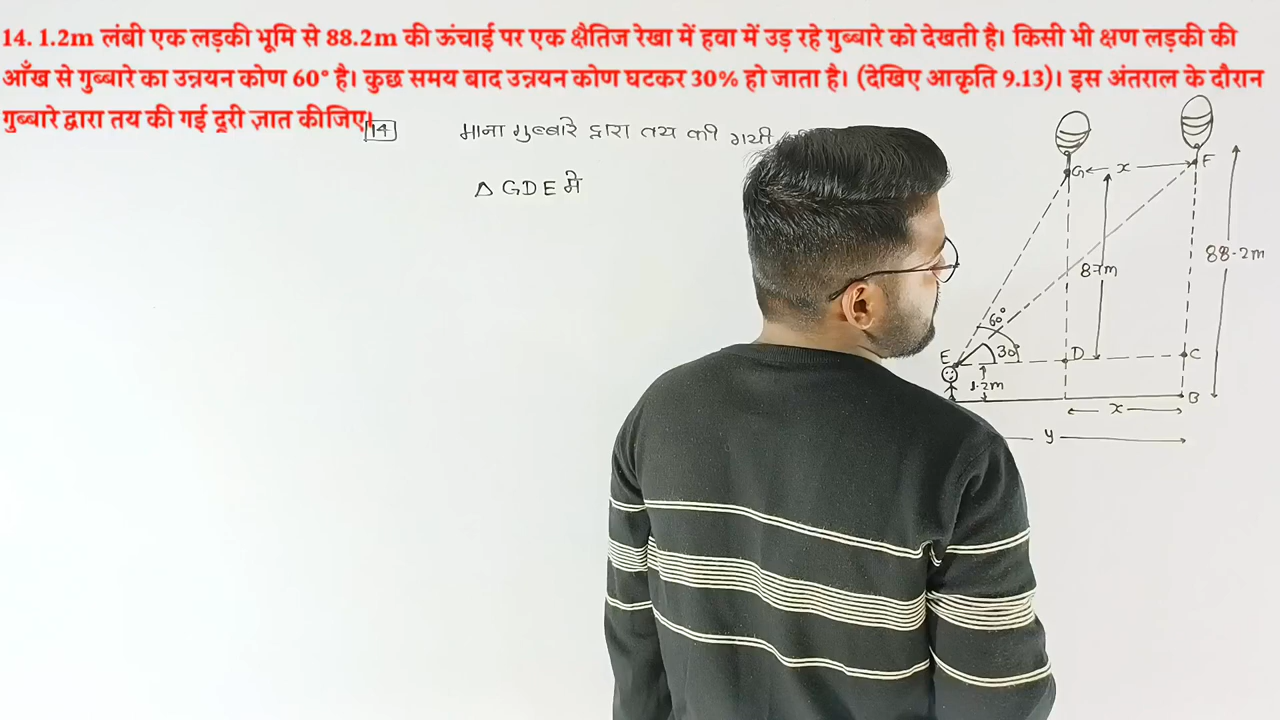 14. 1.2m लंबी एक लड़की भूमि से 88.2m की ऊंचाई पर एक क्षैतिज रेखा में हवा में उड़ रहे गुब्बारे को देखती है। किसी भी क्षण लड़की की
आँख से गुब्बारे का उन्नयन कोण 60° है। कुछ समय बाद उन्नयन कोण घटकर 30% हो जाता है। (देखिए आकृति 9.13)। इस अंतराल के दौरान
गुब्बारे द्वारा तय की गई दूरी ज्ञात कीजिए।
14 माना गुब्बारे द्वारा तय की गयी
Δ GDE में
G x F
88.2m
87m
60°
E 30° D C
1.2m
x B
y